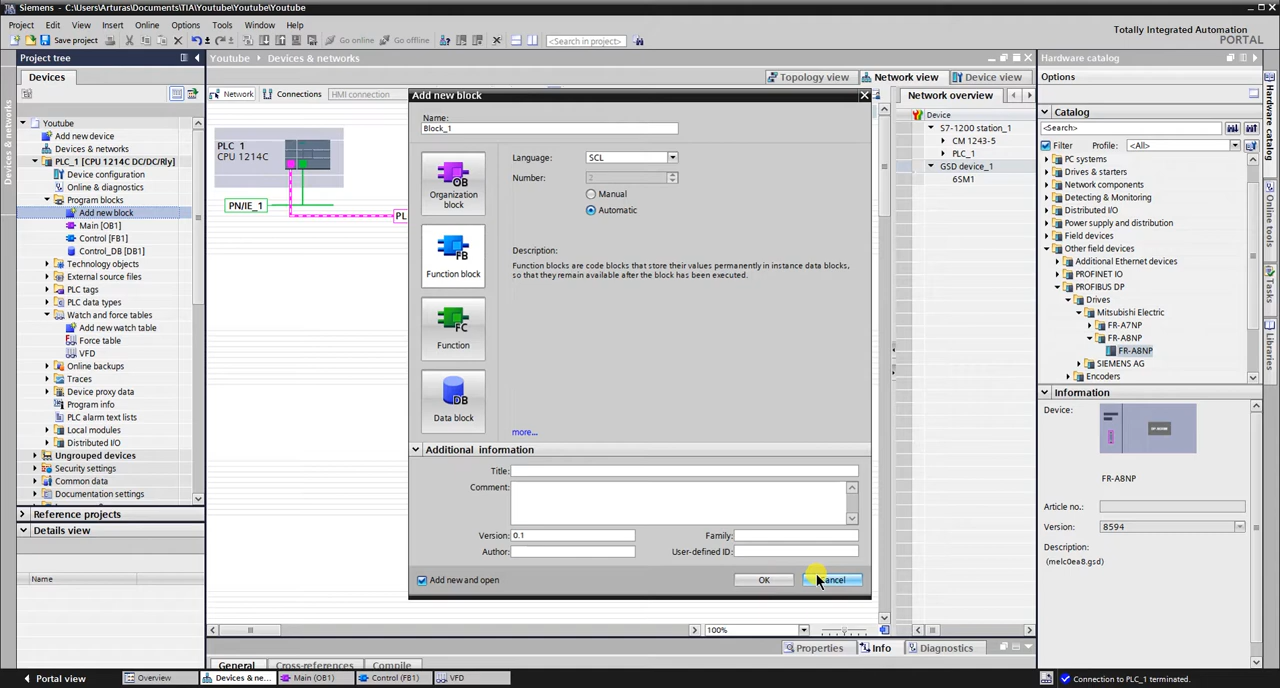 Siemens - C:\Users\Arturas\Documents\TIA\Youtube\Youtube\Youtube
Project Edit View Insert Online Options Tools Window Help
Totally Integrated Automation
PORTAL
Save project Go online Go offline <Search in project>
Project tree
Youtube Devices & networks
Hardware catalog
Devices
Topology view Network view Device view
Options
Network Connections HMI connection
Network overview
Devices & networks
Youtube
Add new device
Devices & networks
PLC_1 [CPU 1214C DC/DC/Rly]
Device configuration
Online & diagnostics
Program blocks
Add new block
Main [OB1]
Control [FB1]
Control_DB [DB1]
Technology objects
External source files
PLC tags
PLC data types
Watch and force tables
Add new watch table
Force table
VFD
Online backups
Traces
Device proxy data
Program info
PLC alarm text lists
Local modules
Distributed I/O
Ungrouped devices
Security settings
Common data
Documentation settings
Reference projects
Details view
Name
PLC 1
CPU 1214C
PN/IE_1
PL
Add new block
Name:
Block_1
Organization
block
Function block
Function
Data block
Language: SCL
Number: 2
Manual
Automatic
Description:
Function blocks are code blocks that store their values permanently in instance data blocks,
so that they remain available after the block has been executed.
more...
Additional information
Title:
Comment:
Version: 0.1 Family:
Author: User-defined ID:
Add new and open
OK Cancel
100%
Device
S7-1200 station_1
CM 1243-5
PLC_1
GSD device_1
6SM1
Catalog
<Search>
Filter Profile: <All>
PC systems
Drives & starters
Network components
Detecting & Monitoring
Distributed I/O
Power supply and distribution
Field devices
Other field devices
Additional Ethernet devices
PROFINET IO
PROFIBUS DP
Drives
Mitsubishi Electric
FR-A7NP
FR-A8NP
FR-A8NP
SIEMENS AG
Encoders
Information
Device:
FR-A8NP
Article no.:
Version: 8594
Description:
(melc0ea8.gsd)
Hardware catalog
Online tools
Tasks
Libraries
Properties Info Diagnostics
General Cross-references Compile
Portal view Overview Devices & ne... Main (OB1) Control (FB1) VFD
Connection to PLC_1 terminated.